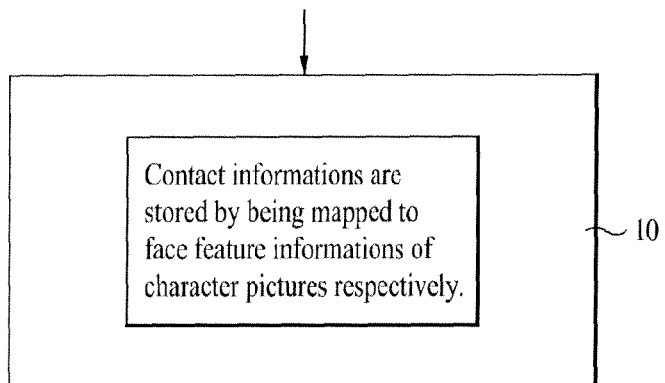 Contact informations are
stored by being mapped to
face feature informations of
character pictures respectively.
10